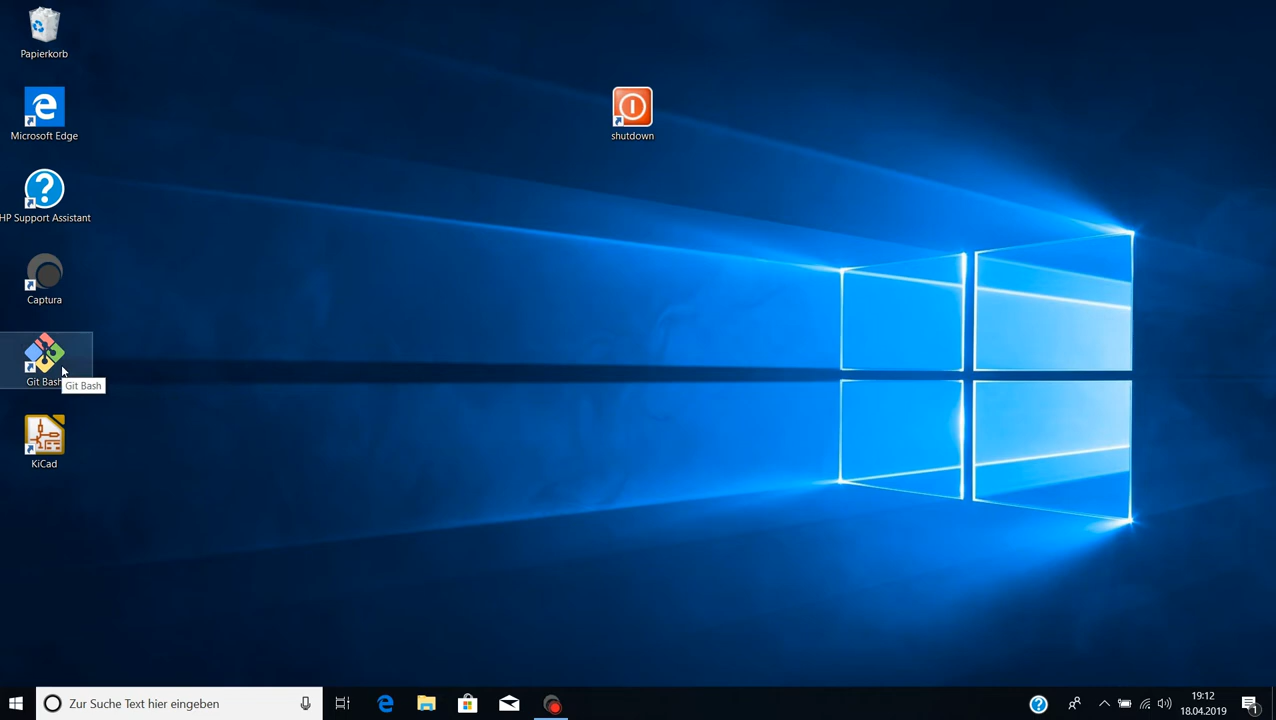 Papierkorb
Microsoft Edge
HP Support Assistant
Captura
Git Bash
Git Bash
KiCad
shutdown
Zur Suche Text hier eingeben
19:12
18.04.2019
1